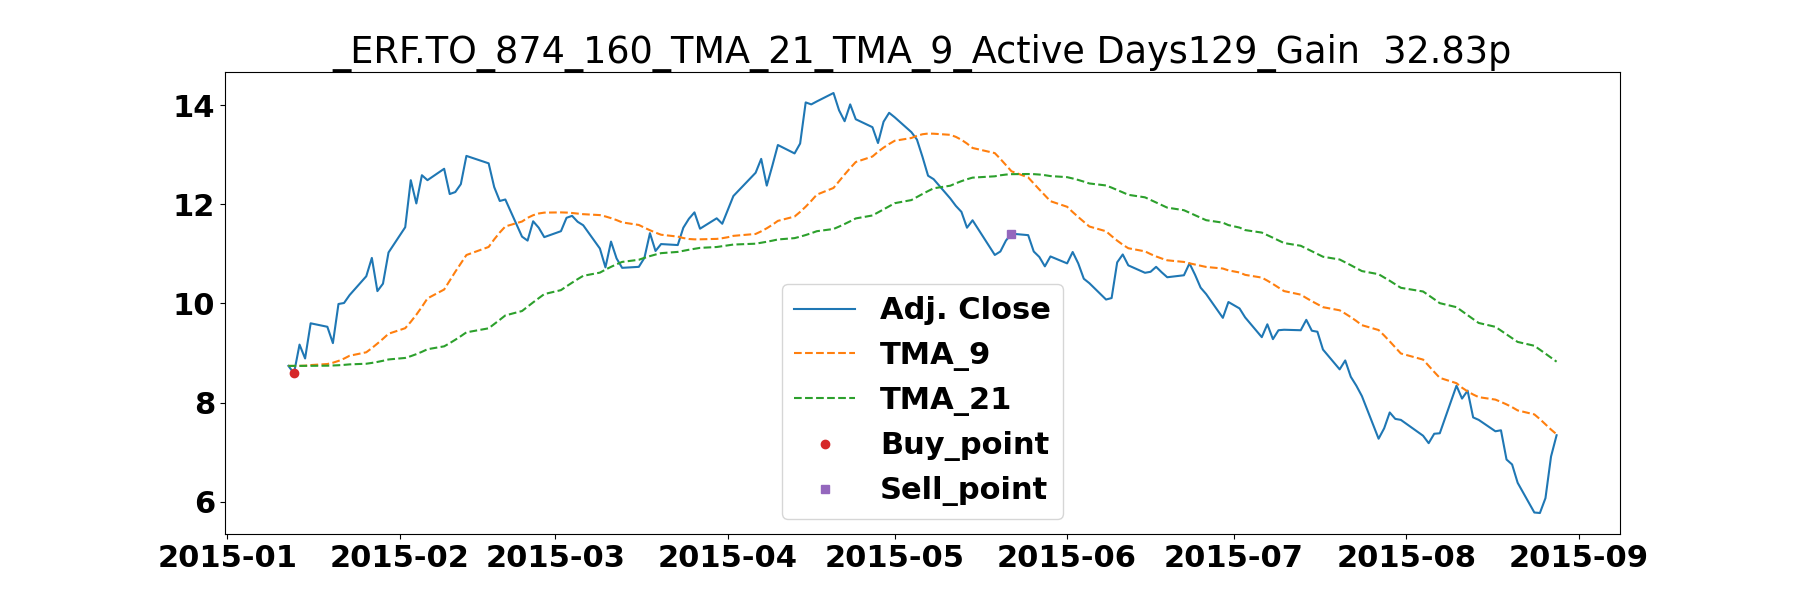 _ERF.TO_874_160_TMA_21_TMA_9_Active Days129_Gain  32.83p
14
12
10
8
6
Adj. Close
TMA_9
TMA_21
Buy_point
Sell_point
2015-01 2015-02 2015-03 2015-04 2015-05 2015-06 2015-07 2015-08 2015-09